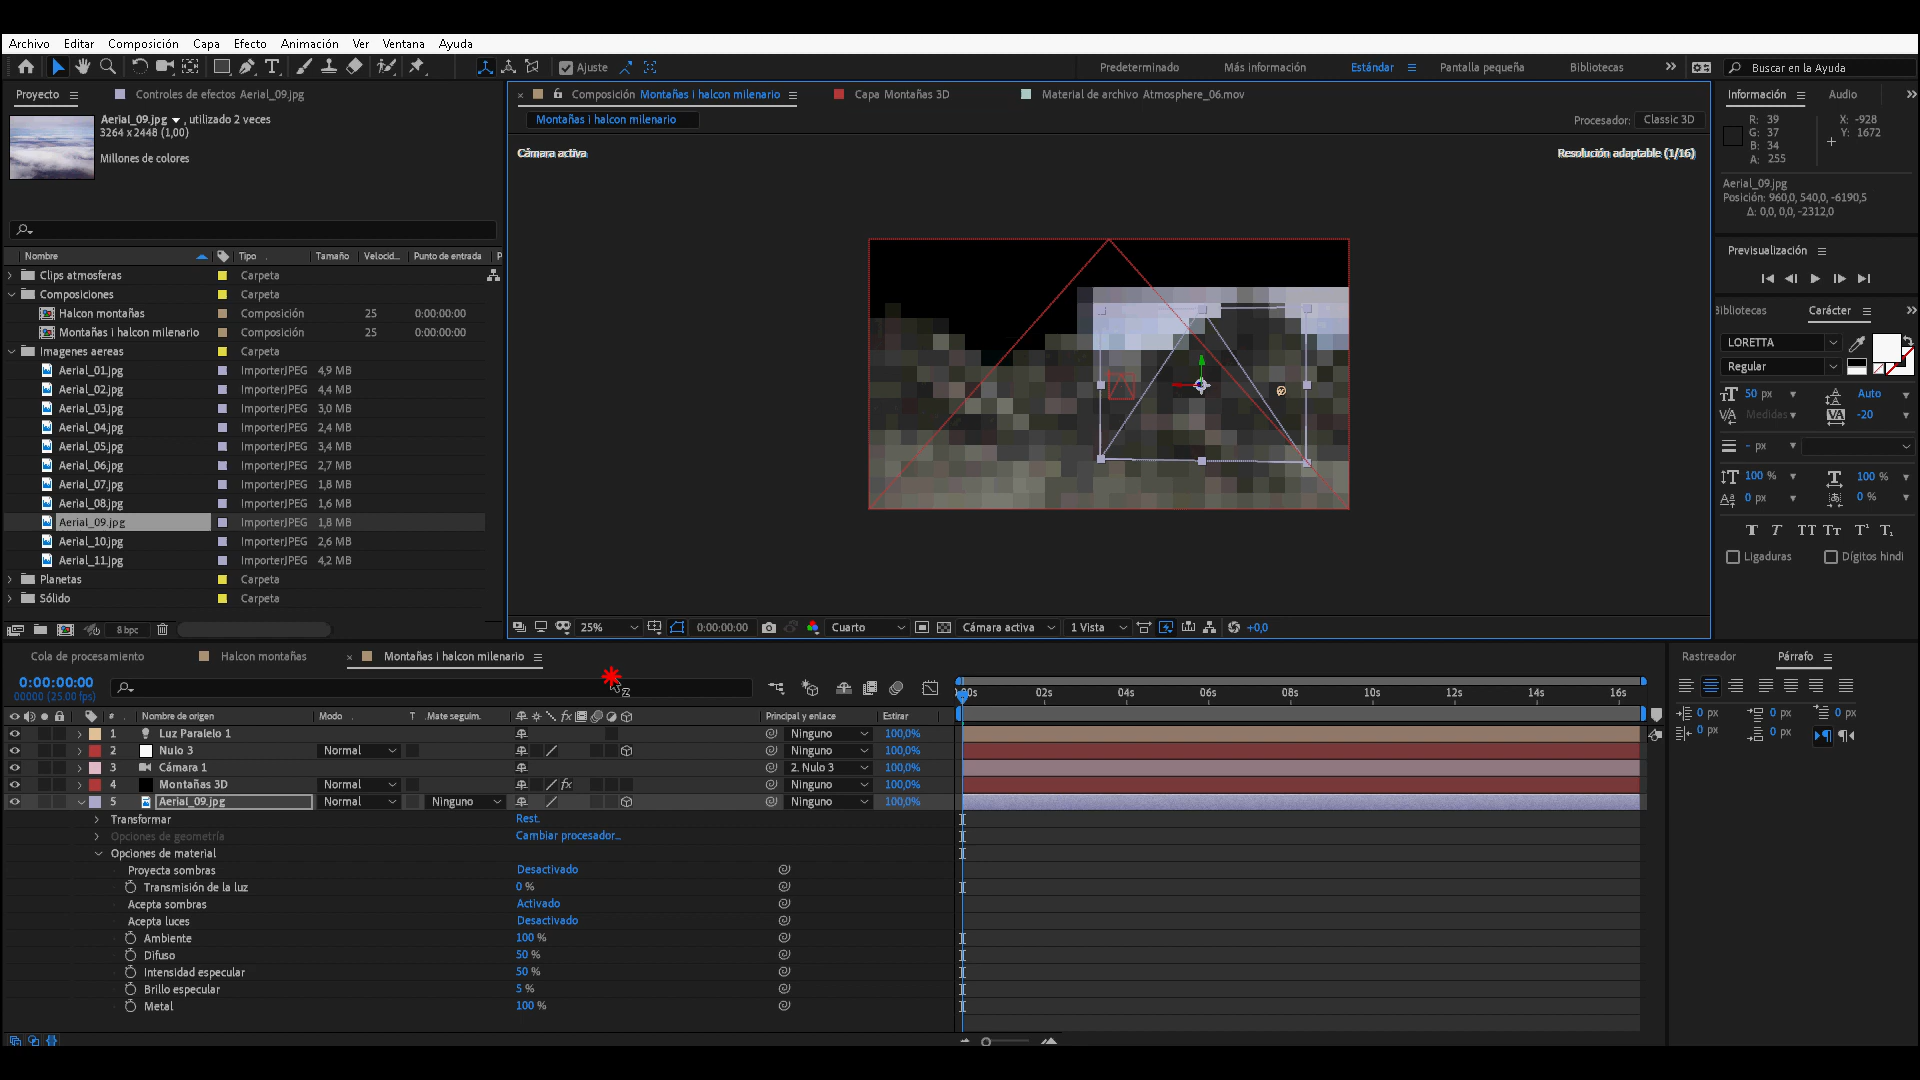 Archivo Editar Composición Capa Efecto Animación Ver Ventana Ayuda
Ajuste Predeterminado Más información Estándar Pantalla pequeña Bibliotecas Buscar en la Ayuda
Proyecto Controles de efectos Aerial_09.jpg
Aerial_09.jpg , utilizado 2 veces
3264 x2448 (1,00)
Millones de colores
Nombre Tipo Tamaño Velocid... Punto de entrada P
Clips atmosferas Carpeta
Composiciones Carpeta
Halcon montañas Composición 25 0:00:00:00
Montañas i halcon milenario Composición 25 0:00:00:00
Imagenes aereas Carpeta
Aerial_01.jpg ImporterJPEG 4,9 MB
Aerial_02.jpg ImporterJPEG 4,4 MB
Aerial_03.jpg ImporterJPEG 3,0 MB
Aerial_04.jpg ImporterJPEG 2,4 MB
Aerial_05.jpg ImporterJPEG 3,4 MB
Aerial_06.jpg ImporterJPEG 2,7 MB
Aerial_07.jpg ImporterJPEG 1,8 MB
Aerial_08.jpg ImporterJPEG 1,6 MB
Aerial_09.jpg ImporterJPEG 1,8 MB
Aerial_10.jpg ImporterJPEG 2,6 MB
Aerial_11.jpg ImporterJPEG 4,2 MB
Planetas Carpeta
Sólido Carpeta
8 bpc
Composición Montañas i halcon milenario Capa Montañas 3D Material de archivo Atmosphere_06.mov
Montañas i halcon milenario Procesador: Classic 3D
Cámara activa Resolución adaptable (1/16)
25% 0:00:00:00 Cuarto Cámara activa 1 Vista +0,0
Información Audio
R: 39 X: -928
G: 37 Y: 1672
B: 34
A: 255
Aerial_09.jpg
Posición: 960,0, 540,0, -6190,5
Δ: 0,0, 0,0, -2312,0
Previsualización
Bibliotecas Carácter
LORETTA
Regular
50 px Auto
Medidas -20
- px
100 % 100 %
0 px 0 %
T T TT Tt T¹ T₁
Ligaduras Dígitos hindi
Cola de procesamiento Halcon montañas Montañas i halcon milenario
0:00:00:00
00000 (25.00 fps)
# Nombre de origen Modo T .Mate seguim. fx Principal y enlace Estirar
:00s 02s 04s 06s 08s 10s 12s 14s 16s
1 Luz Paralelo 1 Ninguno 100,0%
2 Nulo 3 Normal Ninguno 100,0%
3 Cámara 1 2. Nulo 3 100,0%
4 Montañas 3D Normal fx Ninguno 100,0%
5 Aerial_09.jpg Normal Ninguno Ninguno 100,0%
Transformar Rest.
Opciones de geometría Cambiar procesador...
Opciones de material
Proyecta sombras Desactivado
Transmisión de la luz 0 %
Acepta sombras Activado
Acepta luces Desactivado
Ambiente 100 %
Difuso 50 %
Intensidad especular 50 %
Brillo especular 5 %
Metal 100 %
Rastreador Párrafo
0 px 0 px 0 px
0 px 0 px